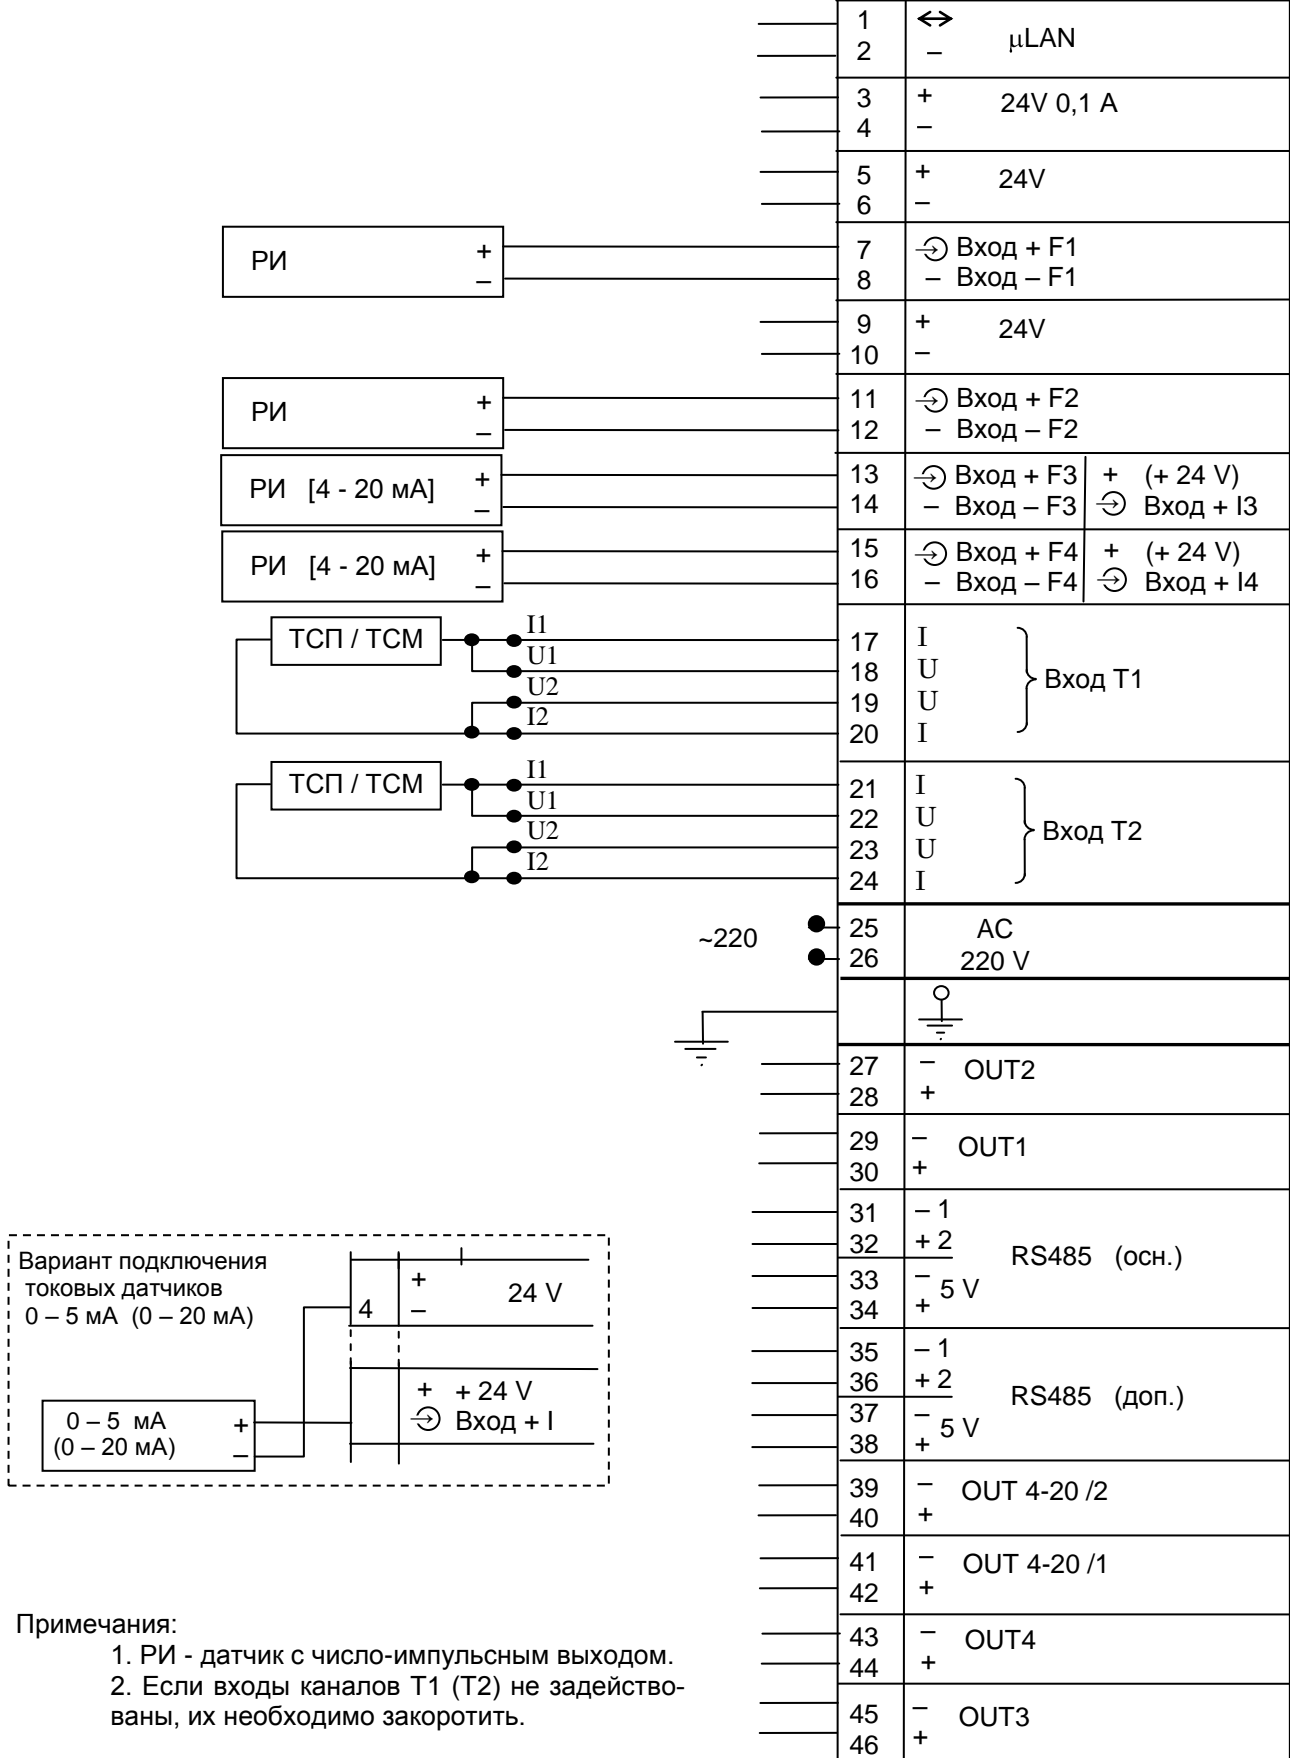 1 ↔
μLAN
2 –
3 + 24V 0,1 A
4 –
5 + 24V
6 –
РИ + 7 Вход + F1
– 8 – Вход – F1
9 + 24V
10 –
РИ + 11 Вход + F2
– 12 – Вход – F2
РИ [4 - 20 мА] + 13 Вход + F3 + (+ 24 V)
– 14 – Вход – F3 Вход + I3
РИ [4 - 20 мА] + 15 Вход + F4 + (+ 24 V)
– 16 – Вход – F4 Вход + I4
ТСП / ТСМ I1 17 I
U1 18 U
Вход Т1
U2 19 U
I2 20 I
ТСП / ТСМ I1 21 I
U1 22 U
Вход Т2
U2 23 U
I2 24 I
~220
25 AC
26 220 V
27 – OUT2
28 +
29 – OUT1
30 +
31 – 1
32 + 2
RS485 (осн.)
33 – 5 V
34 +
35 – 1
36 + 2
RS485 (доп.)
37 – 5 V
38 +
39 – OUT 4-20 /2
40 +
41 – OUT 4-20 /1
42 +
43 – OUT4
44 +
45 – OUT3
46 +
Вариант подключения
токовых датчиков
0 – 5 мА (0 – 20 мА)
+ 24 V
4 –
+ + 24 V
Вход + I
0 – 5 мА +
(0 – 20 мА) –
Примечания:
1. РИ - датчик с число-импульсным выходом.
2. Если входы каналов Т1 (Т2) не задейство-
ваны, их необходимо закоротить.